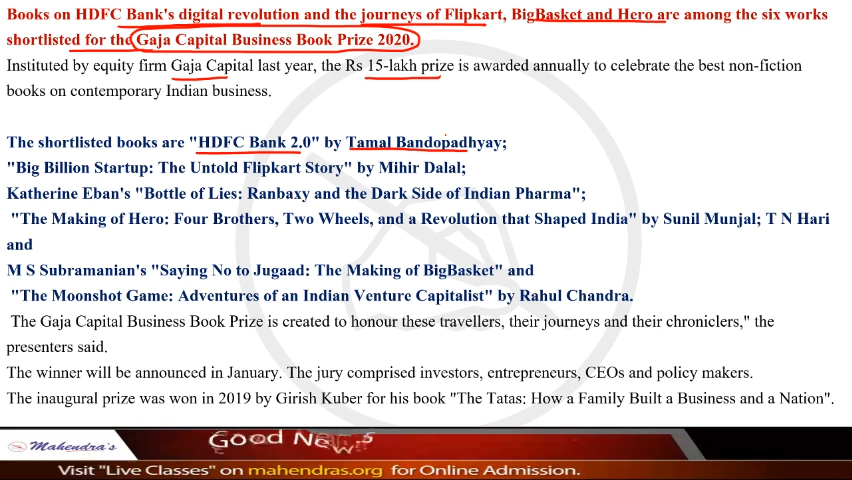 Books on HDFC Bank's digital revolution and the journeys of Flipkart, BigBasket and Hero are among the six works
shortlisted for the Gaja Capital Business Book Prize 2020.
Instituted by equity firm Gaja Capital last year, the Rs 15-lakh prize is awarded annually to celebrate the best non-fiction
books on contemporary Indian business.
The shortlisted books are "HDFC Bank 2.0" by Tamal Bandopadhyay;
"Big Billion Startup: The Untold Flipkart Story" by Mihir Dalal;
Katherine Eban's "Bottle of Lies: Ranbaxy and the Dark Side of Indian Pharma";
"The Making of Hero: Four Brothers, Two Wheels, and a Revolution that Shaped India" by Sunil Munjal; T N Hari
and
M S Subramanian's "Saying No to Jugaad: The Making of BigBasket" and
"The Moonshot Game: Adventures of an Indian Venture Capitalist" by Rahul Chandra.
The Gaja Capital Business Book Prize is created to honour these travellers, their journeys and their chroniclers," the
presenters said.
The winner will be announced in January. The jury comprised investors, entrepreneurs, CEOs and policy makers.
The inaugural prize was won in 2019 by Girish Kuber for his book "The Tatas: How a Family Built a Business and a Nation".
Mahendra's Good News
Visit "Live Classes" on mahendras.org for Online Admission.